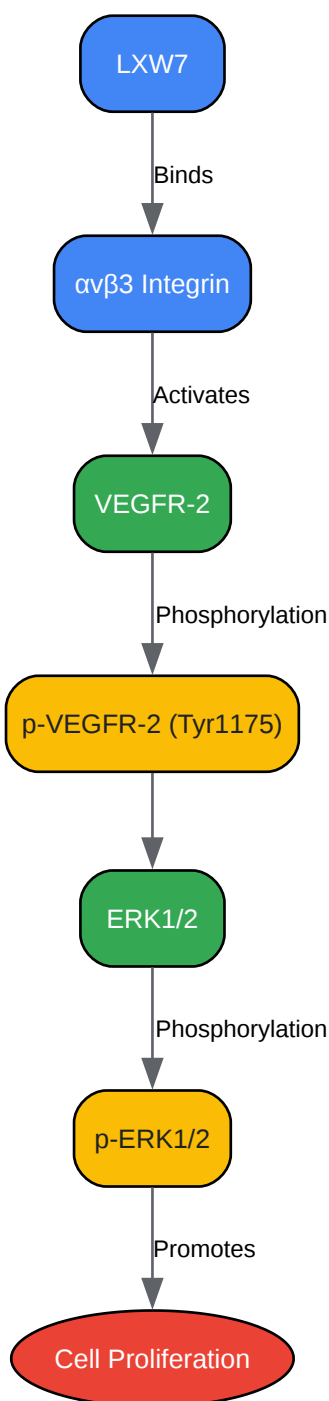 LXW7
Binds
αvβ3 Integrin
Activates
VEGFR-2
Phosphorylation
p-VEGFR-2 (Tyr1175)
ERK1/2
Phosphorylation
p-ERK1/2
Promotes
Cell Proliferation